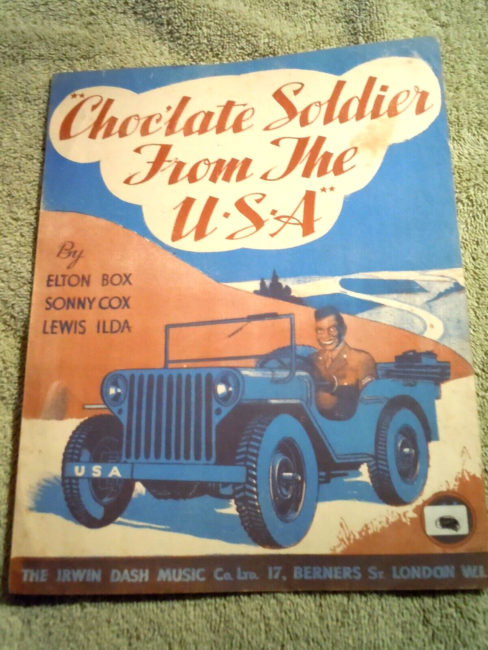 "Choc'late Soldier
From The
U·S·A"
By
ELTON BOX
SONNY COX
LEWIS ILDA
USA
THE IRWIN DASH MUSIC Co. LTD. 17, BERNERS ST. LONDON W.1.